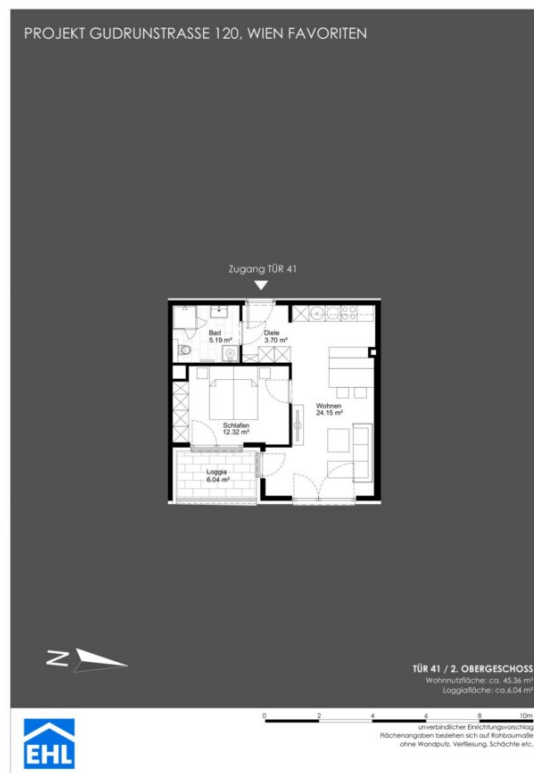 PROJEKT GUDRUNSTRASSE 120, WIEN FAVORITEN
Zugang TÜR 41
Bad
5.19 m²
Diele
3.70 m²
Wohnen
24.15 m²
Schlafen
12.32 m²
Loggia
6.04 m²
N
TÜR 41 / 2. OBERGESCHOSS
Wohnnutzfläche: ca. 45.36 m²
Loggiafläche: ca.6.04 m²
0 2 4 6 8 10m
unverbindlicher Einrichtungsvorschlag
Flächenangaben beziehen sich auf Rohbaumaße
ohne Wandputz, Verfliesung, Schächte etc.
EHL